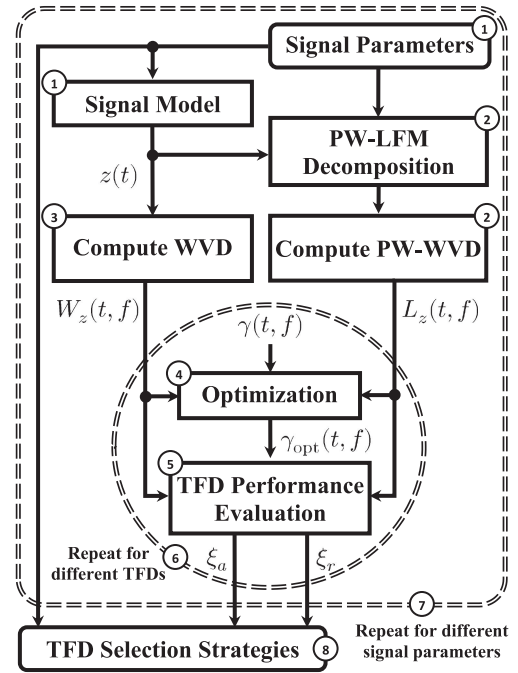 Signal Parameters
1
1
Signal Model
2
PW-LFM
Decomposition
z(t)
3
Compute WVD
2
Compute PW-WVD
W_z(t, f)
L_z(t, f)
γ(t, f)
4
Optimization
γ_opt(t, f)
5
TFD Performance
Evaluation
6
Repeat for
different TFDs
ξ_a
ξ_r
7
Repeat for different
signal parameters
TFD Selection Strategies
8